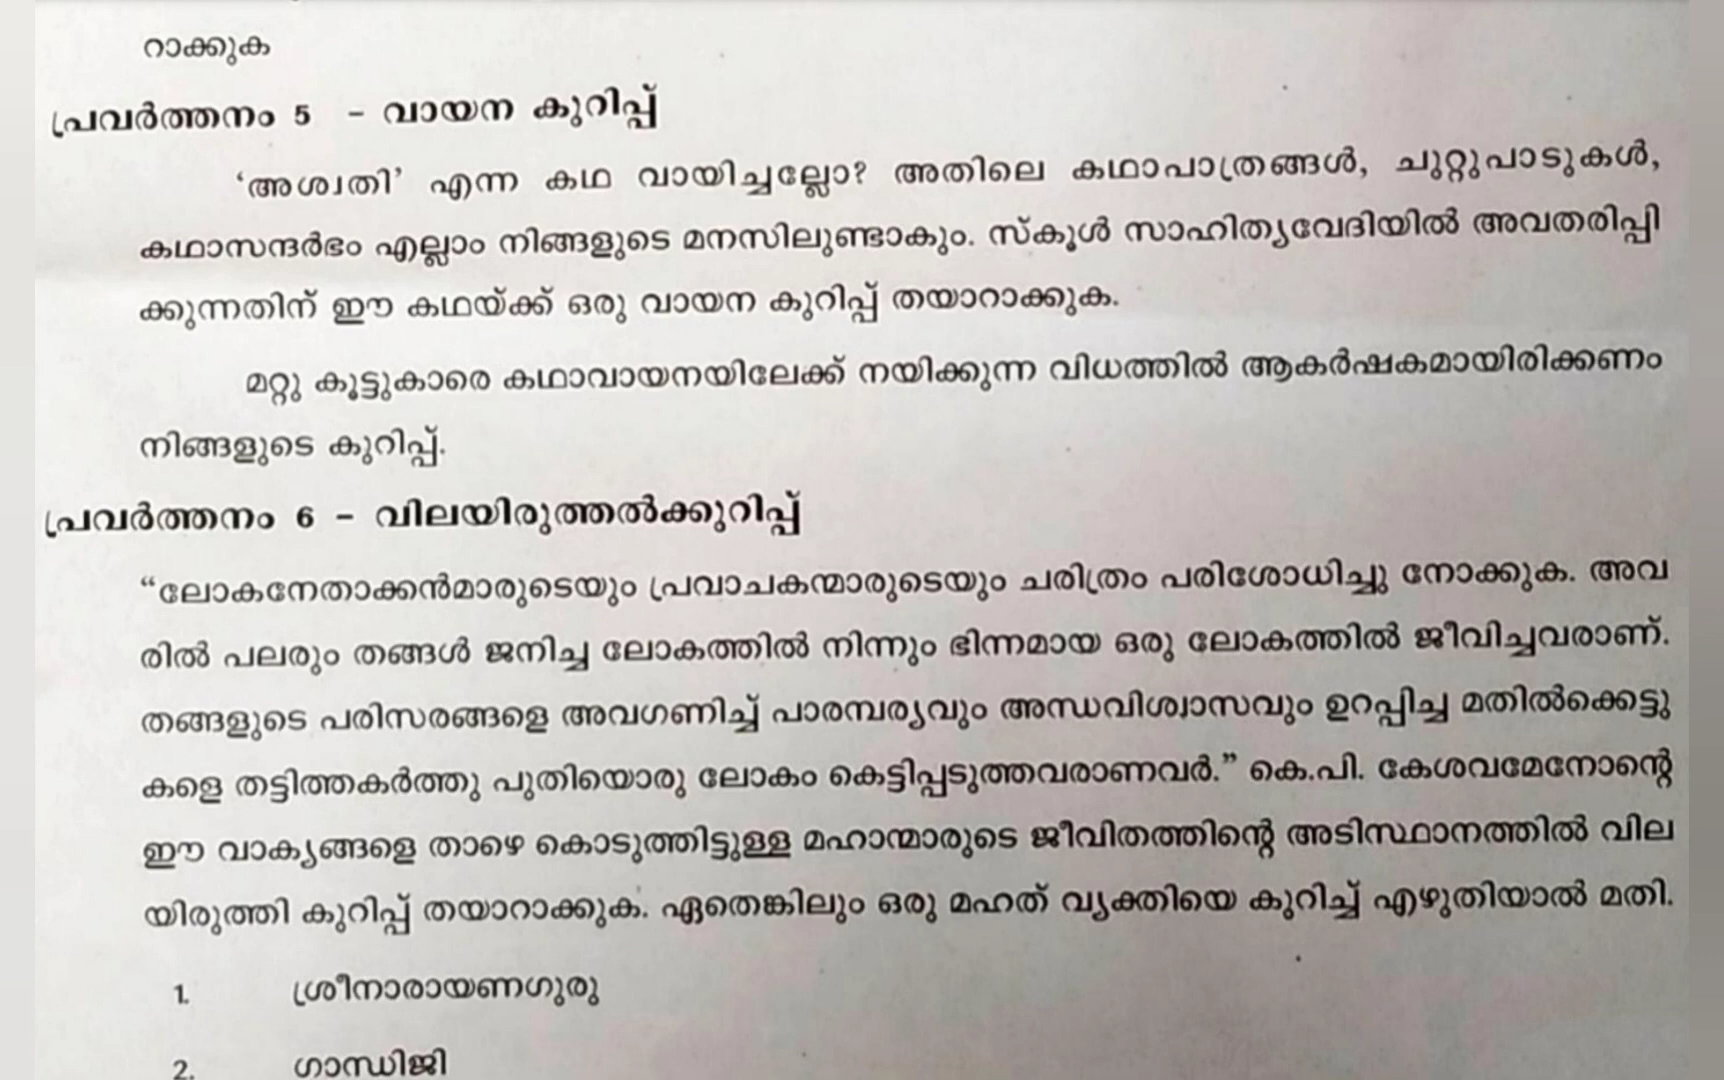 റാക്കുക
പ്രവർത്തനം 5 - വായന കുറിപ്പ്
'അശ്വതി' എന്ന കഥ വായിച്ചല്ലോ? അതിലെ കഥാപാത്രങ്ങൾ, ചുറ്റുപാടുകൾ,
കഥാസന്ദർഭം എല്ലാം നിങ്ങളുടെ മനസിലുണ്ടാകും. സ്കൂൾ സാഹിത്യവേദിയിൽ അവതരിപ്പി
ക്കുന്നതിന് ഈ കഥയ്ക്ക് ഒരു വായന കുറിപ്പ് തയാറാക്കുക.
മറ്റു കൂട്ടുകാരെ കഥാവായനയിലേക്ക് നയിക്കുന്ന വിധത്തിൽ ആകർഷകമായിരിക്കണം
നിങ്ങളുടെ കുറിപ്പ്.
പ്രവർത്തനം 6 - വിലയിരുത്തൽക്കുറിപ്പ്
“ലോകനേതാക്കൻമാരുടെയും പ്രവാചകന്മാരുടെയും ചരിത്രം പരിശോധിച്ചു നോക്കുക. അവ
രിൽ പലരും തങ്ങൾ ജനിച്ച ലോകത്തിൽ നിന്നും ഭിന്നമായ ഒരു ലോകത്തിൽ ജീവിച്ചവരാണ്.
തങ്ങളുടെ പരിസരങ്ങളെ അവഗണിച്ച് പാരമ്പര്യവും അന്ധവിശ്വാസവും ഉറപ്പിച്ച മതിൽക്കെട്ടു
കളെ തട്ടിത്തകർത്തു പുതിയൊരു ലോകം കെട്ടിപ്പടുത്തവരാണവർ.” കെ.പി. കേശവമേനോന്റെ
ഈ വാക്യങ്ങളെ താഴെ കൊടുത്തിട്ടുള്ള മഹാന്മാരുടെ ജീവിതത്തിന്റെ അടിസ്ഥാനത്തിൽ വില
യിരുത്തി കുറിപ്പ് തയാറാക്കുക. ഏതെങ്കിലും ഒരു മഹത് വ്യക്തിയെ കുറിച്ച് എഴുതിയാൽ മതി.
1. ശ്രീനാരായണഗുരു
2. ഗാന്ധിജി